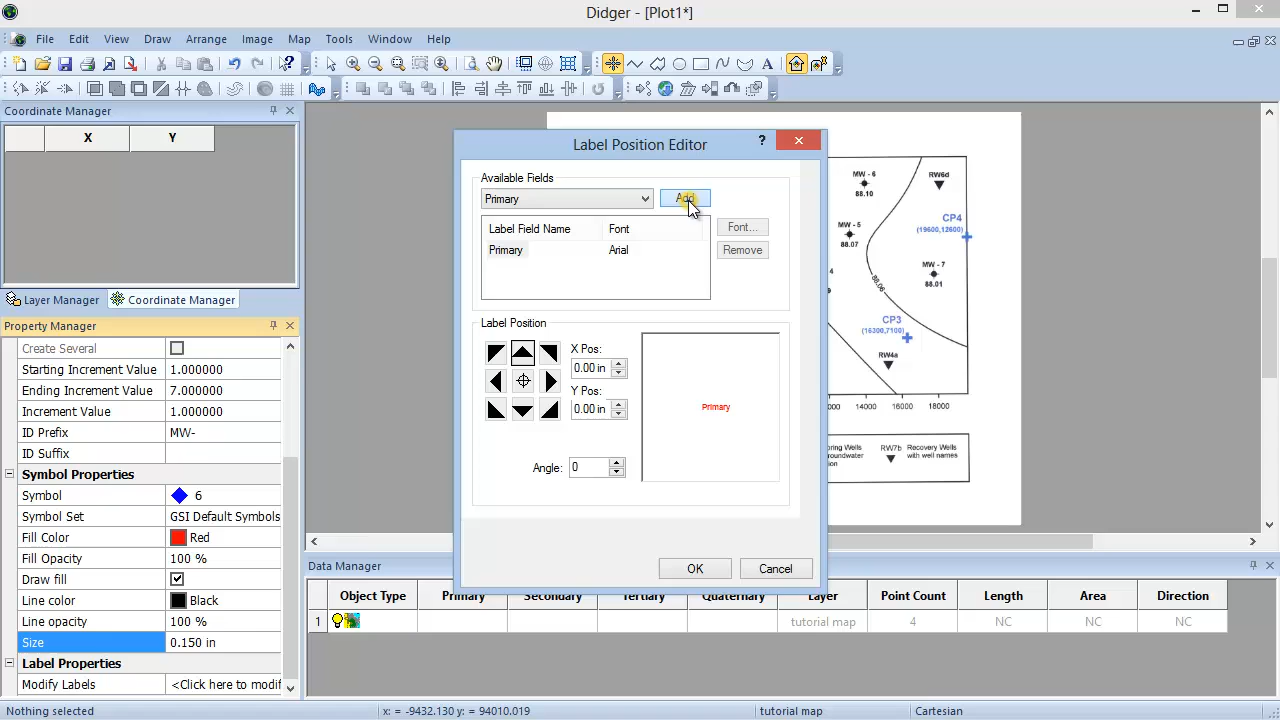 Didger - [Plot1*]
File Edit View Draw Arrange Image Map Tools Window Help
Coordinate Manager
X Y
Layer Manager Coordinate Manager
Property Manager
Create Several
Starting Increment Value 1.000000
Ending Increment Value 7.000000
Increment Value 1.000000
ID Prefix MW-
ID Suffix
Symbol Properties
Symbol 6
Symbol Set GSI Default Symbols
Fill Color Red
Fill Opacity 100 %
Draw fill
Line color Black
Line opacity 100 %
Size 0.150 in
Label Properties
Modify Labels <Click here to modif
Label Position Editor ?
Available Fields
Primary Add
Label Field Name Font
Primary Arial
Font...
Remove
Label Position
X Pos:
0.00 in
Y Pos:
0.00 in
Angle: 0
Primary
OK Cancel
MW - 6
88.10
RW6d
MW - 5
88.07
CP4
(19600,12600)
MW - 7
88.01
88.06
CP3
(16300,7100)
RW4a
14000 16000 18000
RW7b Recovery Wells
with well names
Data Manager
Object Type Primary Secondary Tertiary Quaternary Layer Point Count Length Area Direction
1 tutorial map 4 NC NC NC
Nothing selected x: = -9432.130 y: = 94010.019 tutorial map Cartesian